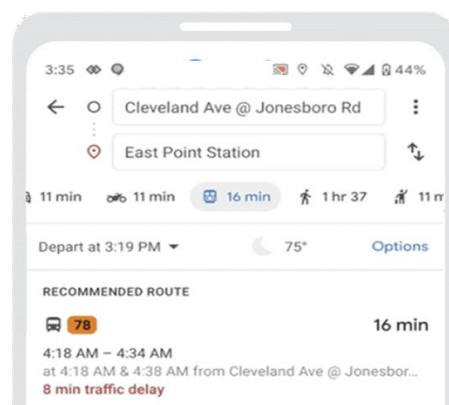 3:35 44%
Cleveland Ave @ Jonesboro Rd
East Point Station
11 min 11 min 16 min 1 hr 37 11 m
Depart at 3:19 PM 75° Options
RECOMMENDED ROUTE
78 16 min
4:18 AM – 4:34 AM
at 4:18 AM & 4:38 AM from Cleveland Ave @ Jonesbor...
8 min traffic delay